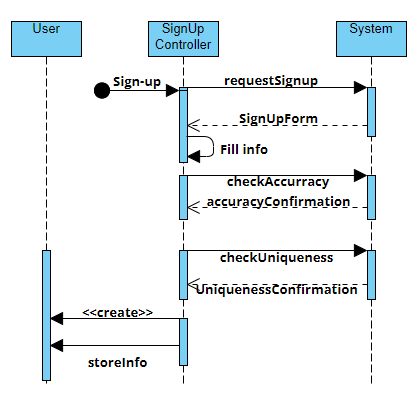 User
SignUp
Controller
System
Sign-up
requestSignup
SignUpForm
Fill info
checkAccurracy
accuracyConfirmation
checkUniqueness
UniquenessConfirmation
<<create>>
storeInfo